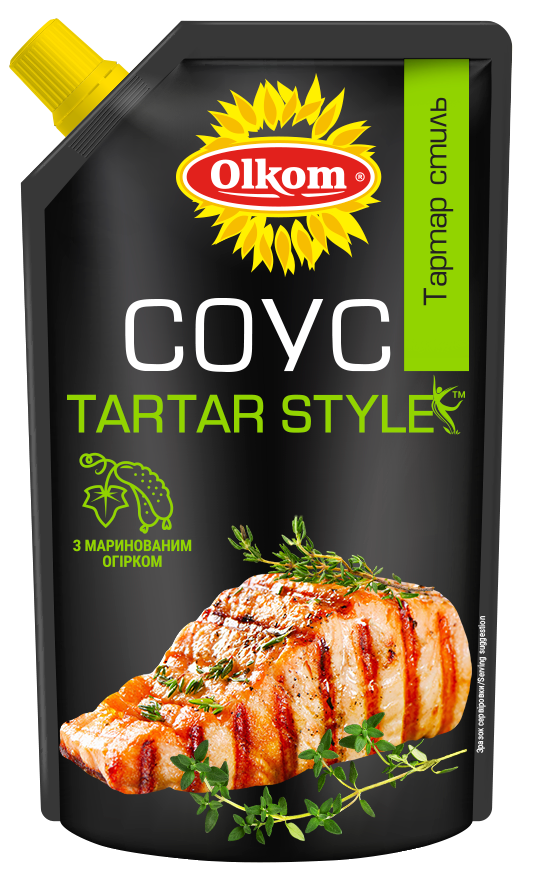 Olkom ®
Тартар стиль
СОУС
TARTAR STYLE ™
З МАРИНОВАНИМ
ОГІРКОМ
Зразок сервіровки/Serving suggestion